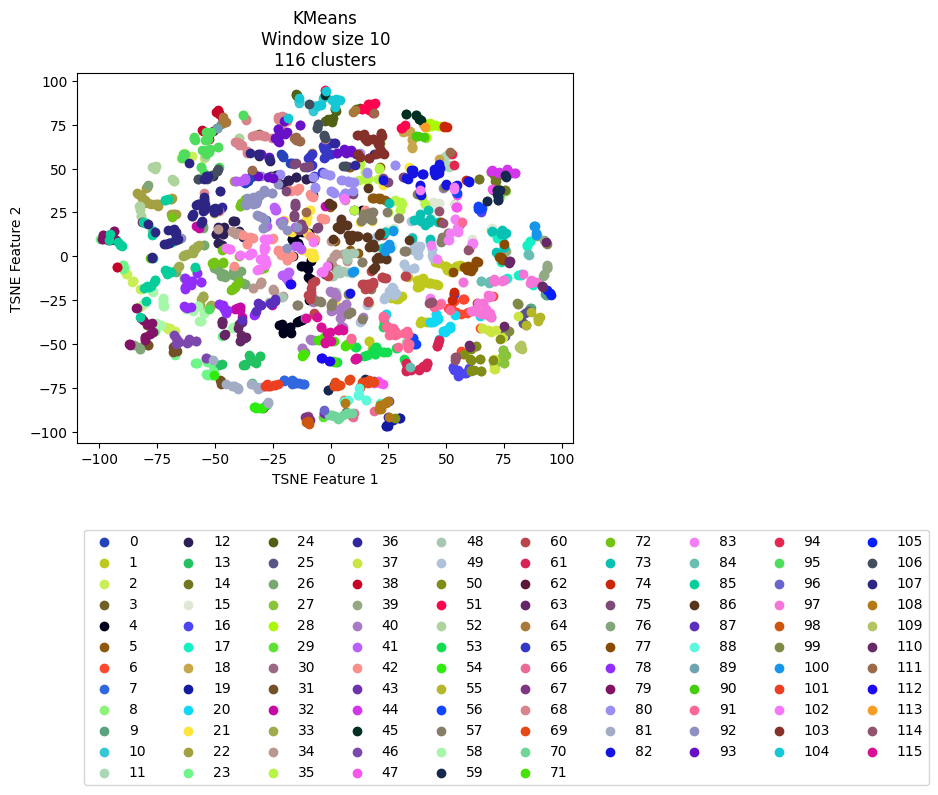 KMeans
Window size 10
116 clusters
100
75
50
25
0
−25
−50
−75
−100
TSNE Feature 2
−100 −75 −50 −25 0 25 50 75 100
TSNE Feature 1
0 12 24 36 48 60 72 83 94 105
1 13 25 37 49 61 73 84 95 106
2 14 26 38 50 62 74 85 96 107
3 15 27 39 51 63 75 86 97 108
4 16 28 40 52 64 76 87 98 109
5 17 29 41 53 65 77 88 99 110
6 18 30 42 54 66 78 89 100 111
7 19 31 43 55 67 79 90 101 112
8 20 32 44 56 68 80 91 102 113
9 21 33 45 57 69 81 92 103 114
10 22 34 46 58 70 82 93 104 115
11 23 35 47 59 71